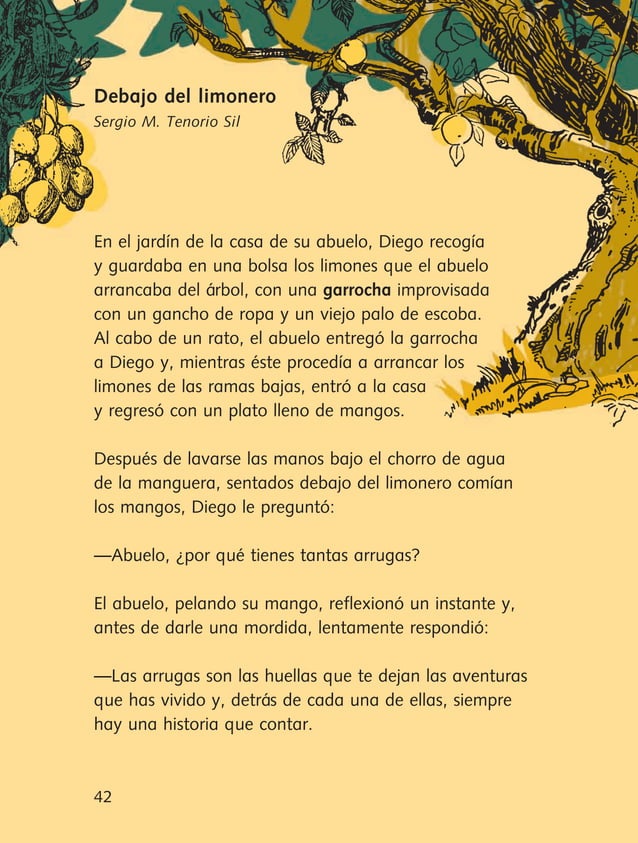 Debajo del limonero
Sergio M. Tenorio Sil
En el jardín de la casa de su abuelo, Diego recogía
y guardaba en una bolsa los limones que el abuelo
arrancaba del árbol, con una garrocha improvisada
con un gancho de ropa y un viejo palo de escoba.
Al cabo de un rato, el abuelo entregó la garrocha
a Diego y, mientras éste procedía a arrancar los
limones de las ramas bajas, entró a la casa
y regresó con un plato lleno de mangos.
Después de lavarse las manos bajo el chorro de agua
de la manguera, sentados debajo del limonero comían
los mangos, Diego le preguntó:
—Abuelo, ¿por qué tienes tantas arrugas?
El abuelo, pelando su mango, reflexionó un instante y,
antes de darle una mordida, lentamente respondió:
—Las arrugas son las huellas que te dejan las aventuras
que has vivido y, detrás de cada una de ellas, siempre
hay una historia que contar.
42